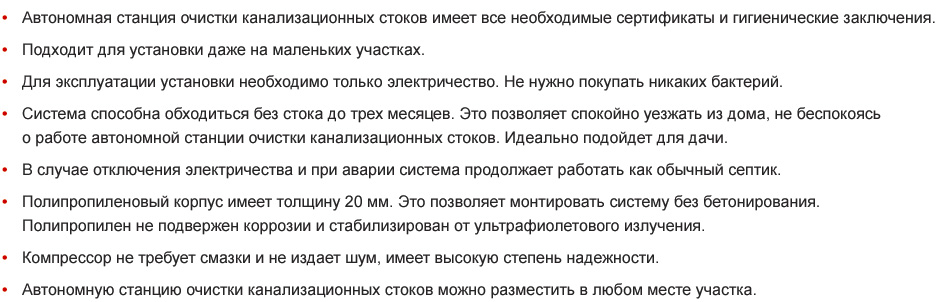 • Автономная станция очистки канализационных стоков имеет все необходимые сертификаты и гигиенические заключения.
• Подходит для установки даже на маленьких участках.
• Для эксплуатации установки необходимо только электричество. Не нужно покупать никаких бактерий.
• Система способна обходиться без стока до трех месяцев. Это позволяет спокойно уезжать из дома, не беспокоясь
о работе автономной станции очистки канализационных стоков. Идеально подойдет для дачи.
• В случае отключения электричества и при аварии система продолжает работать как обычный септик.
• Полипропиленовый корпус имеет толщину 20 мм. Это позволяет монтировать систему без бетонирования.
Полипропилен не подвержен коррозии и стабилизирован от ультрафиолетового излучения.
• Компрессор не требует смазки и не издает шум, имеет высокую степень надежности.
• Автономную станцию очистки канализационных стоков можно разместить в любом месте участка.